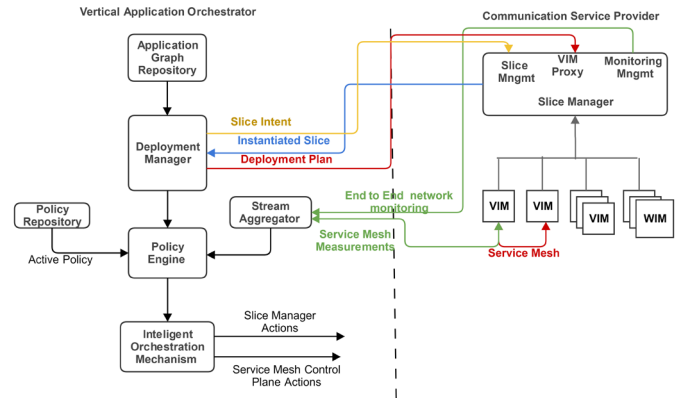 Vertical Application Orchestrator
Communication Service Provider
Application
Graph
Repository
Slice
Mngmt
VIM
Proxy
Monitoring
Mngmt
Slice Manager
Slice Intent
Instantiated Slice
Deployment Plan
Deployment
Manager
Policy
Repository
Stream
Aggregator
End to End network
monitoring
VIM
VIM
VIM
WIM
Service Mesh
Measurements
Service Mesh
Active Policy
Policy
Engine
Inteligent
Orchestration
Mechanism
Slice Manager
Actions
Service Mesh Control
Plane Actions